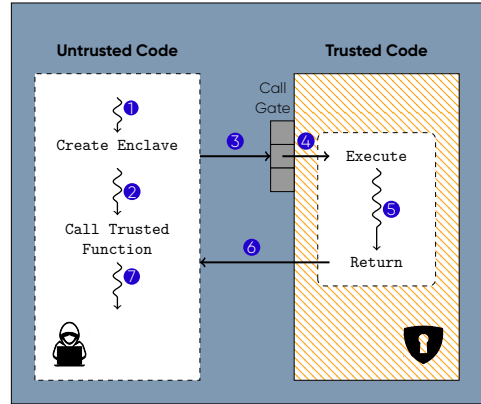 Untrusted Code
Trusted Code
Call
Gate
1
Create Enclave
2
Call Trusted
Function
7
3
4
Execute
5
Return
6